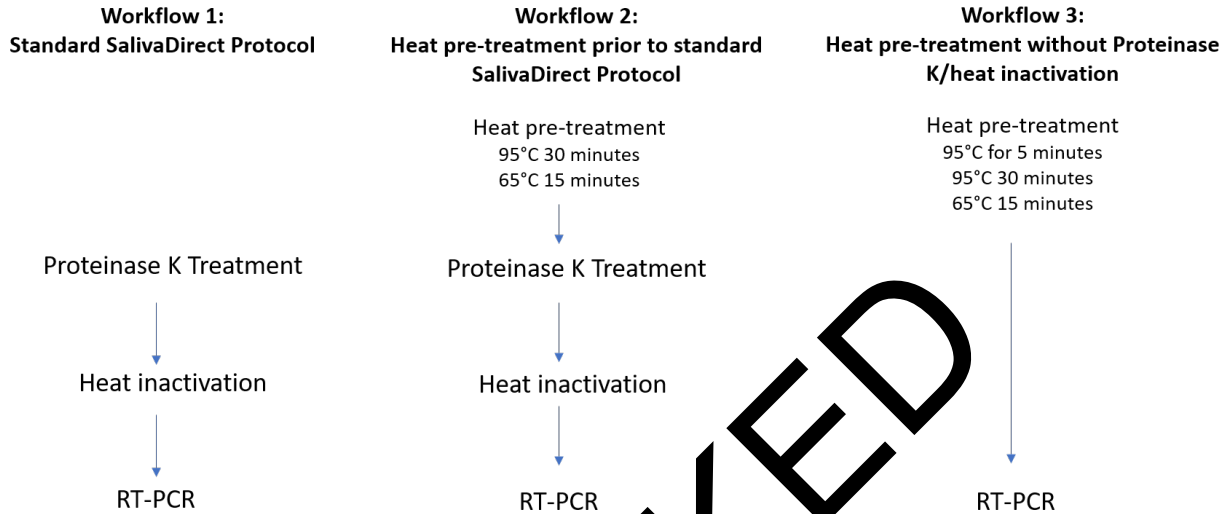 Workflow 1:
Standard SalivaDirect Protocol
Proteinase K Treatment
Heat inactivation
RT-PCR
Workflow 2:
Heat pre-treatment prior to standard
SalivaDirect Protocol
Heat pre-treatment
95°C 30 minutes
65°C 15 minutes
Proteinase K Treatment
Heat inactivation
RT-PCR
Workflow 3:
Heat pre-treatment without Proteinase
K/heat inactivation
Heat pre-treatment
95°C for 5 minutes
95°C 30 minutes
65°C 15 minutes
RT-PCR